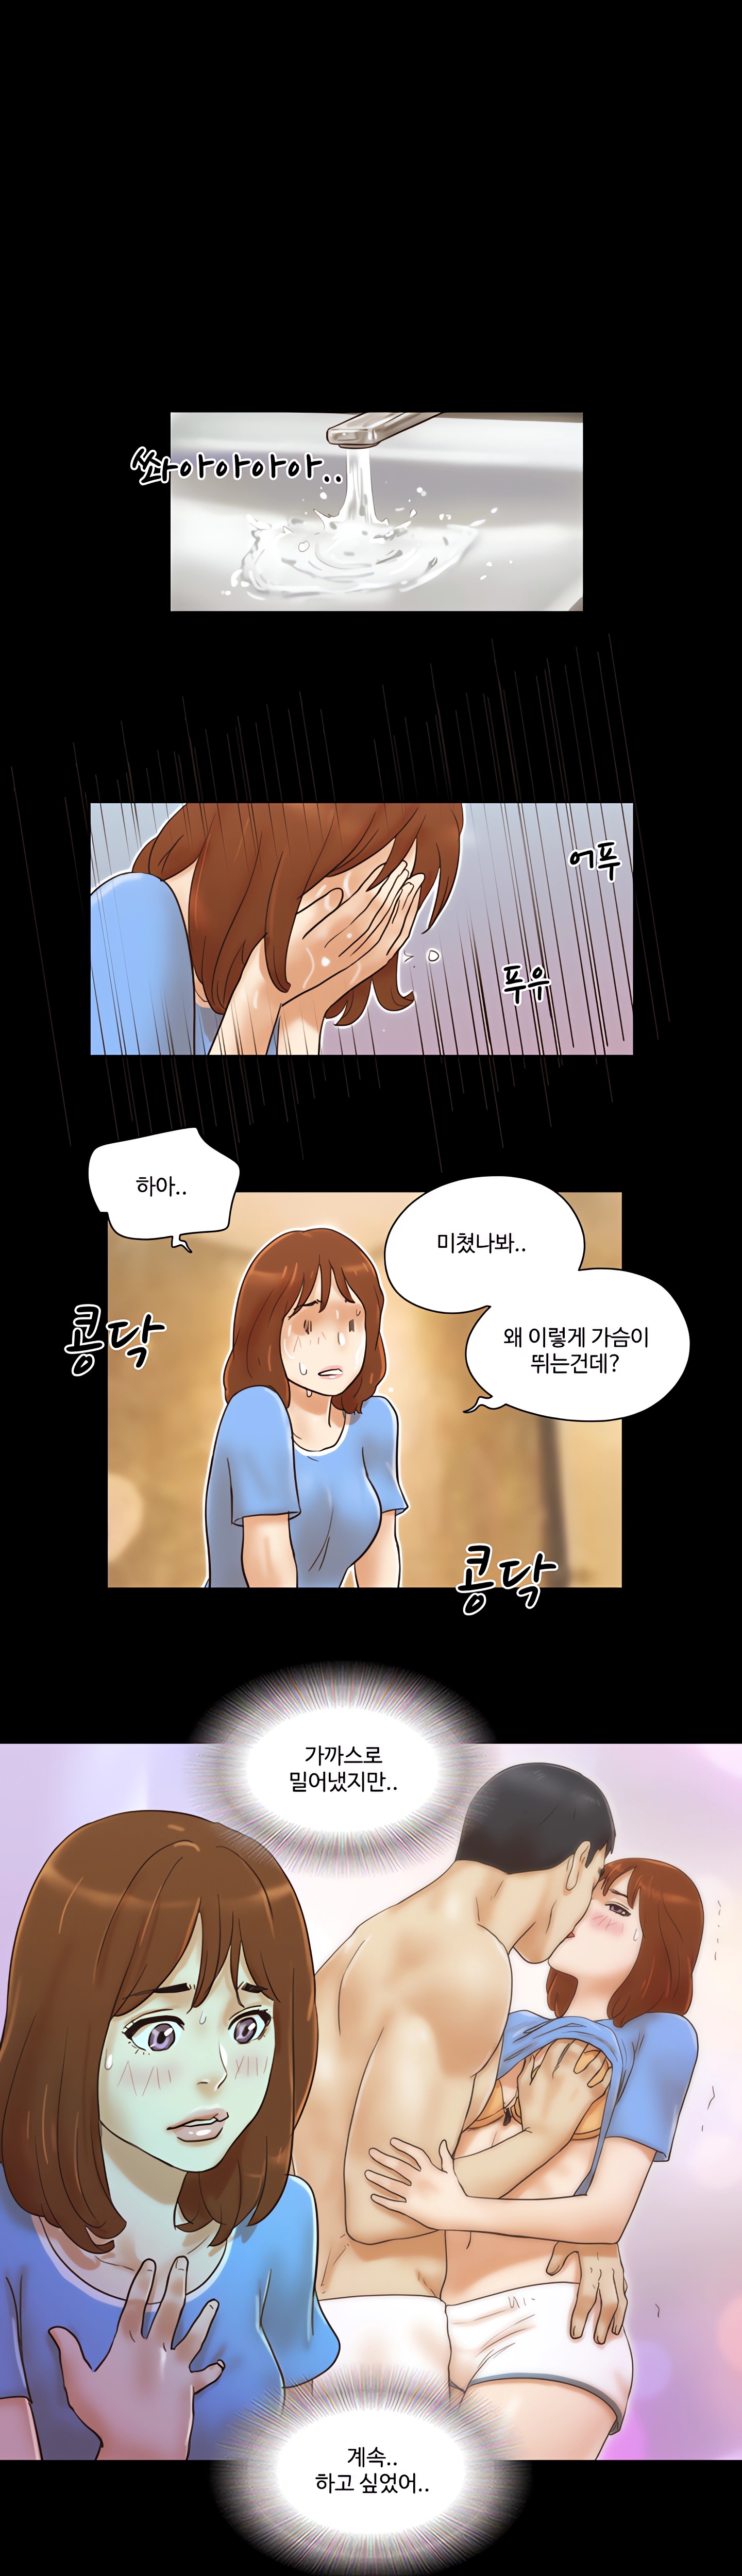 쏴아아아아..
어푸
푸유
하아..
미쳤나봐..
왜 이렇게 가슴이
뛰는건데?
콩닥
콩닥
가까스로
밀어냈지만..
계속..
하고 싶었어..